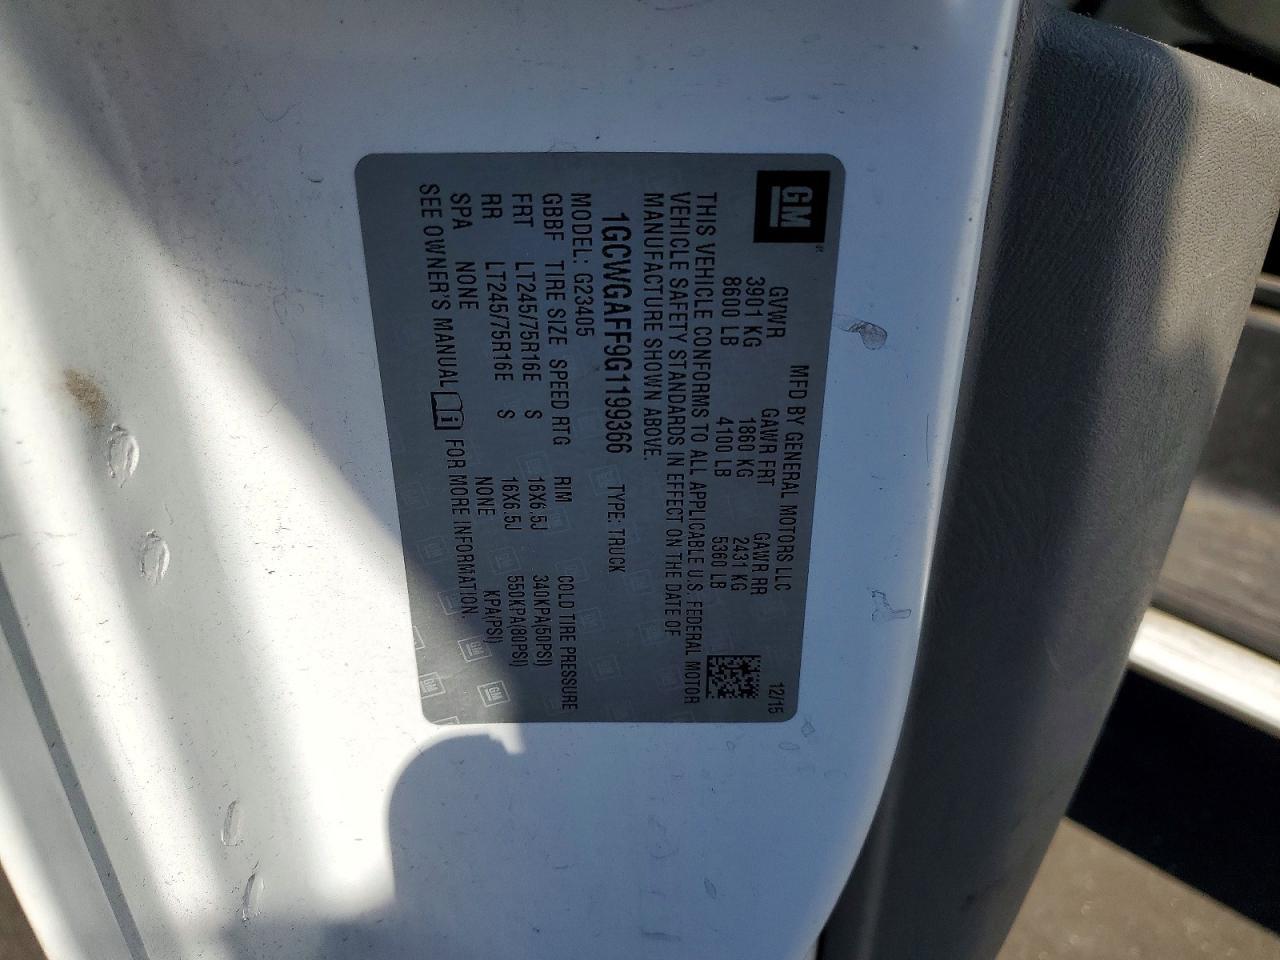 GM
MFD BY GENERAL MOTORS LLC 12/15
GVWR GAWR FRT GAWR RR
3901 KG 1860 KG 2431 KG
8600 LB 4100 LB 5360 LB
THIS VEHICLE CONFORMS TO ALL APPLICABLE U.S. FEDERAL MOTOR
VEHICLE SAFETY STANDARDS IN EFFECT ON THE DATE OF
MANUFACTURE SHOWN ABOVE.
1GCWGAFF9G1199366 TYPE: TRUCK
MODEL: G23405
GBBF TIRE SIZE SPEED RTG RIM COLD TIRE PRESSURE
FRT LT245/75R16E S 16X6.5J 340KPA(50PSI)
RR LT245/75R16E S 16X6.5J 550KPA(80PSI)
SPA NONE NONE KPA(PSI)
SEE OWNER'S MANUAL i FOR MORE INFORMATION.